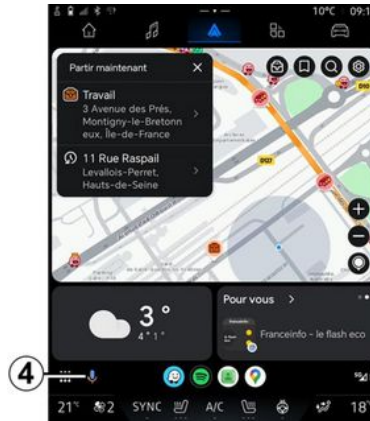 10°C 09:1
Partir maintenant
Travail
3 Avenue des Prés,
Montigny-le-Bretonn
eux, Île-de-France
11 Rue Raspail
Levallois-Perret,
Hauts-de-Seine
D127
3°
4° 1°
Pour vous
Franceinfo - le flash eco
4
21° 2 SYNC A/C 18°